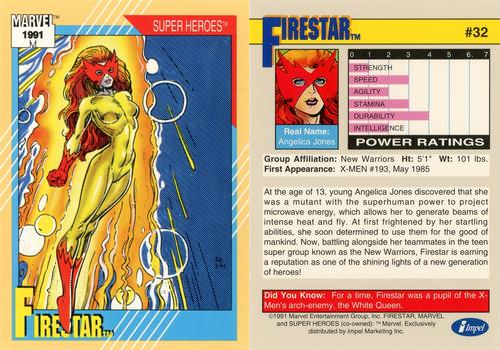 MARVEL
1991
M
SUPER HEROES™
FIRESTAR™
FIRESTAR™
#32
0 1 2 3 4 5 6 7
STRENGTH
SPEED
AGILITY
STAMINA
DURABILITY
INTELLIGENCE
POWER RATINGS
Real Name:
Angelica Jones
Group Affiliation: New Warriors Ht: 5'1" Wt: 101 lbs.
First Appearance: X-MEN #193, May 1985
At the age of 13, young Angelica Jones discovered that she
was a mutant with the superhuman power to project
microwave energy, which allows her to generate beams of
intense heat and fly. At first frightened by her startling
abilities, she soon determined to use them for the good of
mankind. Now, battling alongside her teammates in the teen
super group known as the New Warriors, Firestar is earning
a reputation as one of the shining lights of a new generation
of heroes!
Did You Know: For a time, Firestar was a pupil of the X-
Men's arch-enemy, the White Queen.
©1991 Marvel Entertainment Group, Inc. FIRESTAR, MARVEL
and SUPER HEROES (co-owned): ™ Marvel. Exclusively
distributed by Impel Marketing Inc.
Impel